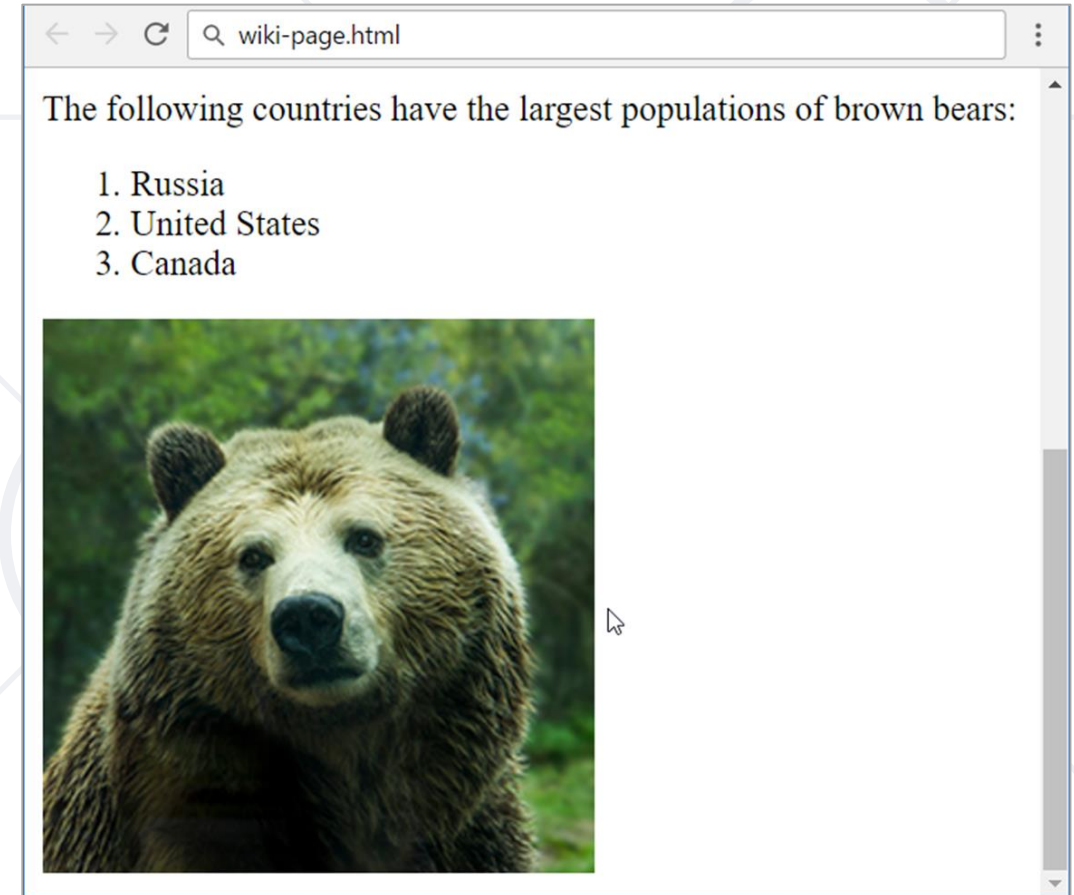 wiki-page.html
The following countries have the largest populations of brown bears:
1. Russia
2. United States
3. Canada